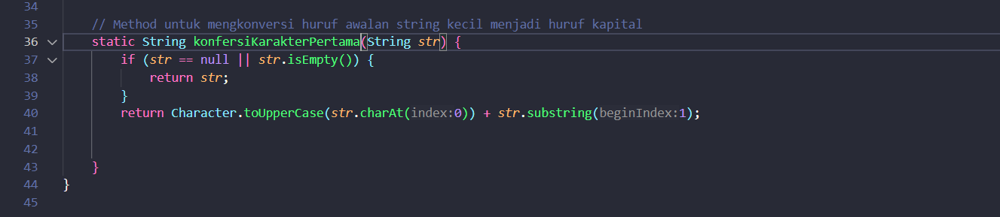 34
35 // Method untuk mengkonversi huruf awalan string kecil menjadi huruf kapital
36 static String konfersiKarakterPertama(String str) {
37 if (str == null || str.isEmpty()) {
38 return str;
39 }
40 return Character.toUpperCase(str.charAt(index:0)) + str.substring(beginIndex:1);
41
42
43 }
44 }
45